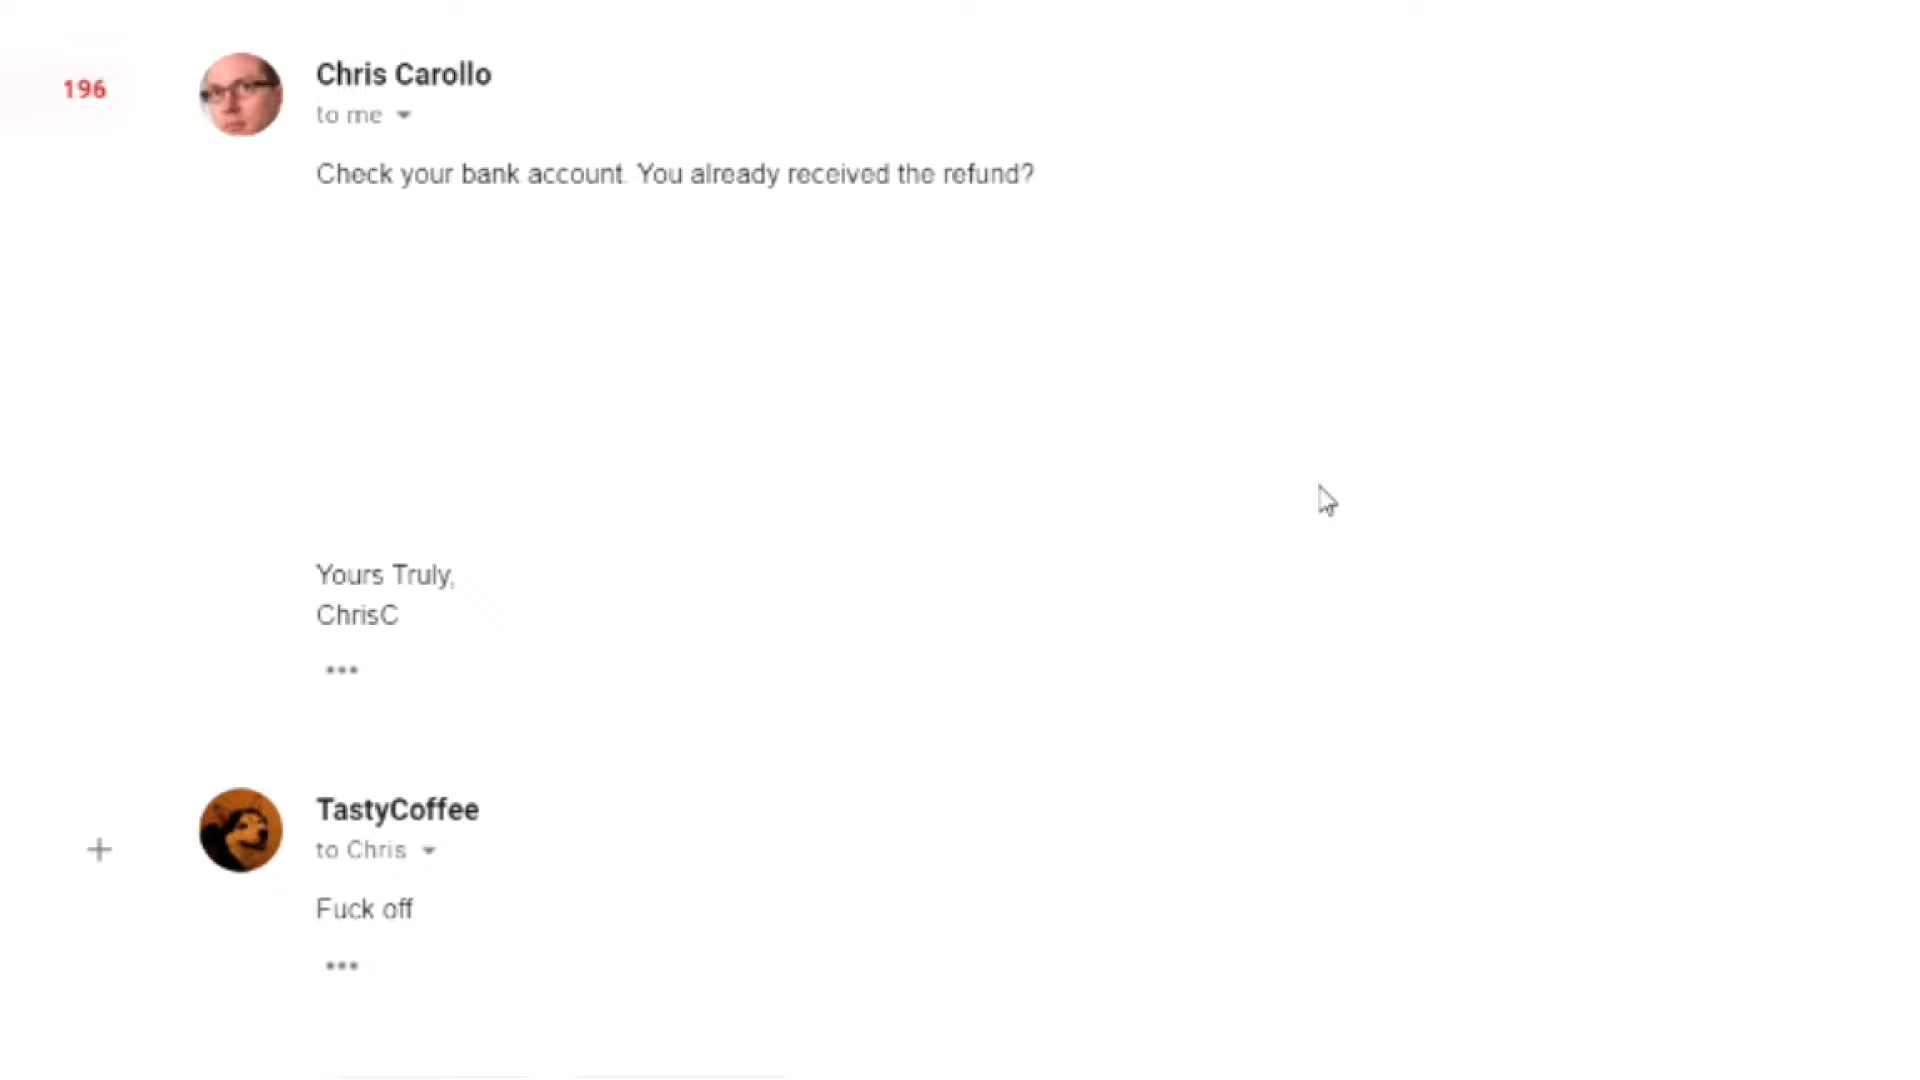 196
Chris Carollo
to me
Check your bank account. You already received the refund?
Yours Truly,
ChrisC
TastyCoffee
to Chris
Fuck off